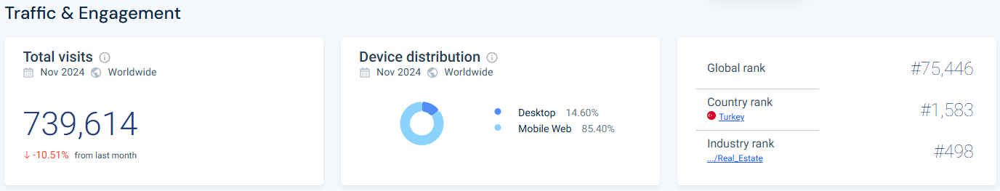 Traffic & Engagement
Total visits
Nov 2024 Worldwide
739,614
-10.51% from last month
Device distribution
Nov 2024 Worldwide
Desktop 14.60%
Mobile Web 85.40%
Global rank #75,446
Country rank
Turkey
#1,583
Industry rank
.../Real_Estate
#498